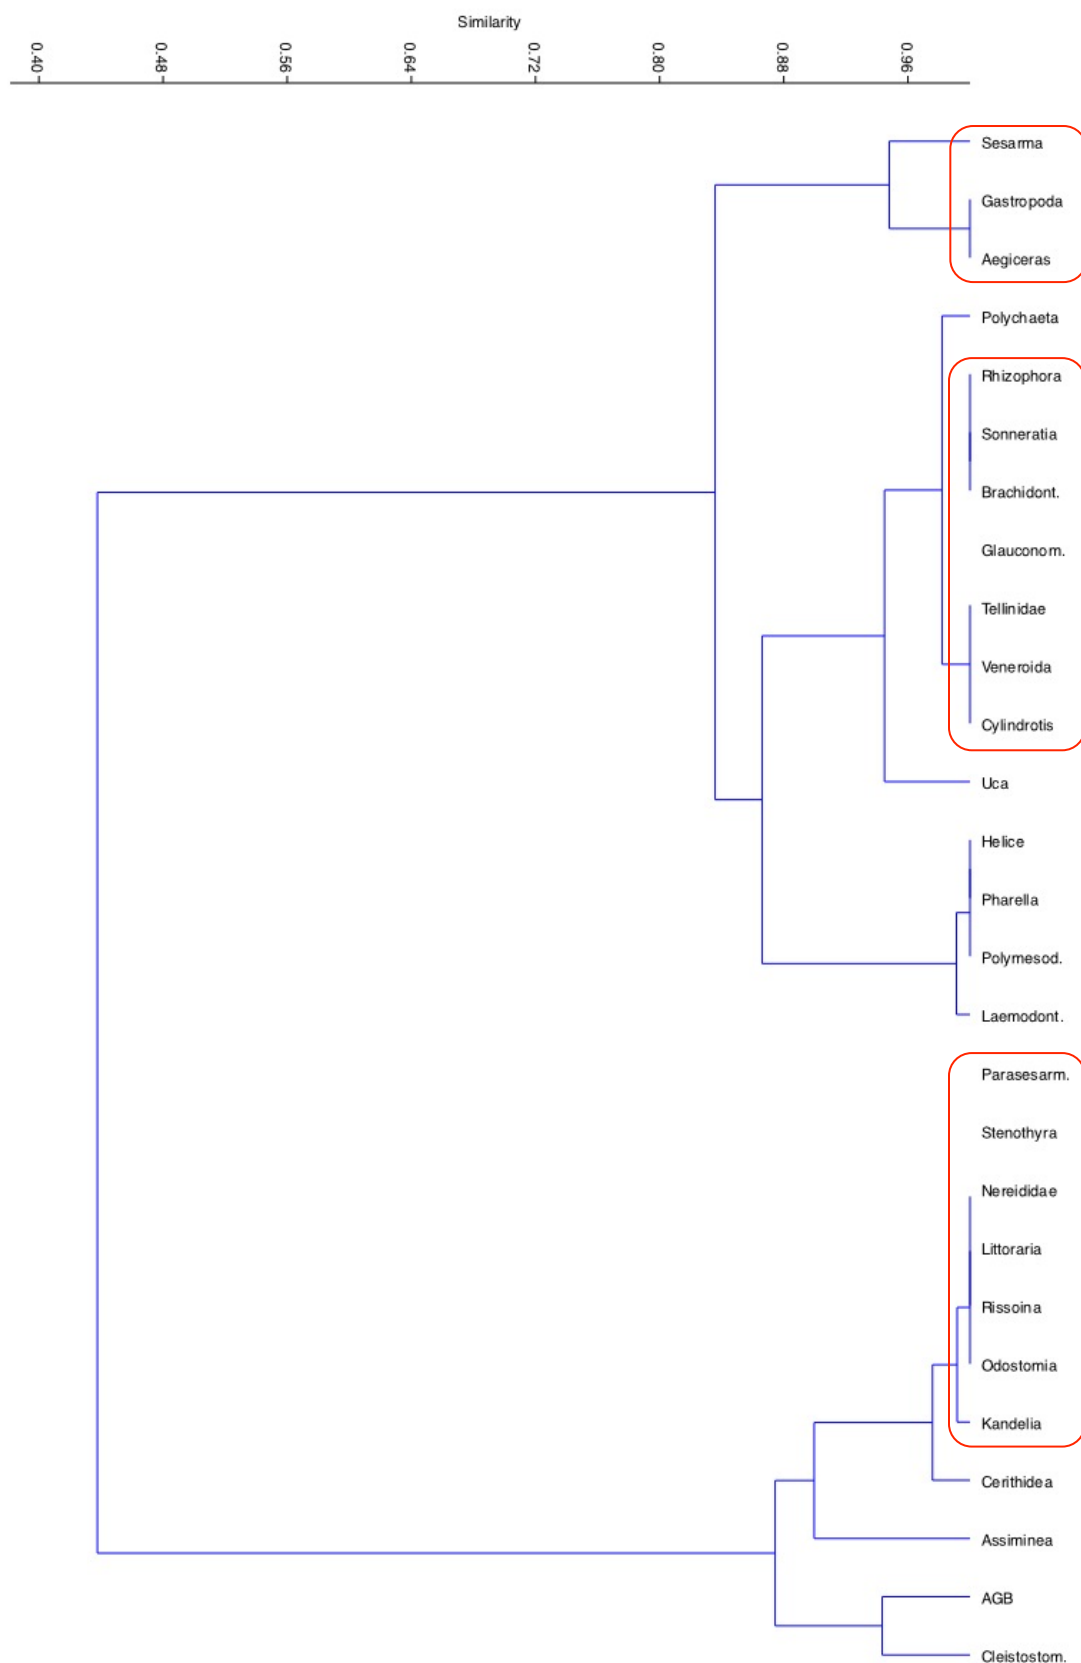 Similarity
0.40
0.48
0.56
0.64
0.72
0.80
0.88
0.96
Sesarma
Gastropoda
Aegiceras
Polychaeta
Rhizophora
Sonneratia
Brachidont.
Glauconom.
Tellinidae
Veneroida
Cylindrotis
Uca
Helice
Pharella
Polymesod.
Laemodont.
Parasesarm.
Stenothyra
Nereididae
Littoraria
Rissoina
Odostomia
Kandelia
Cerithidea
Assiminea
AGB
Cleistostom.